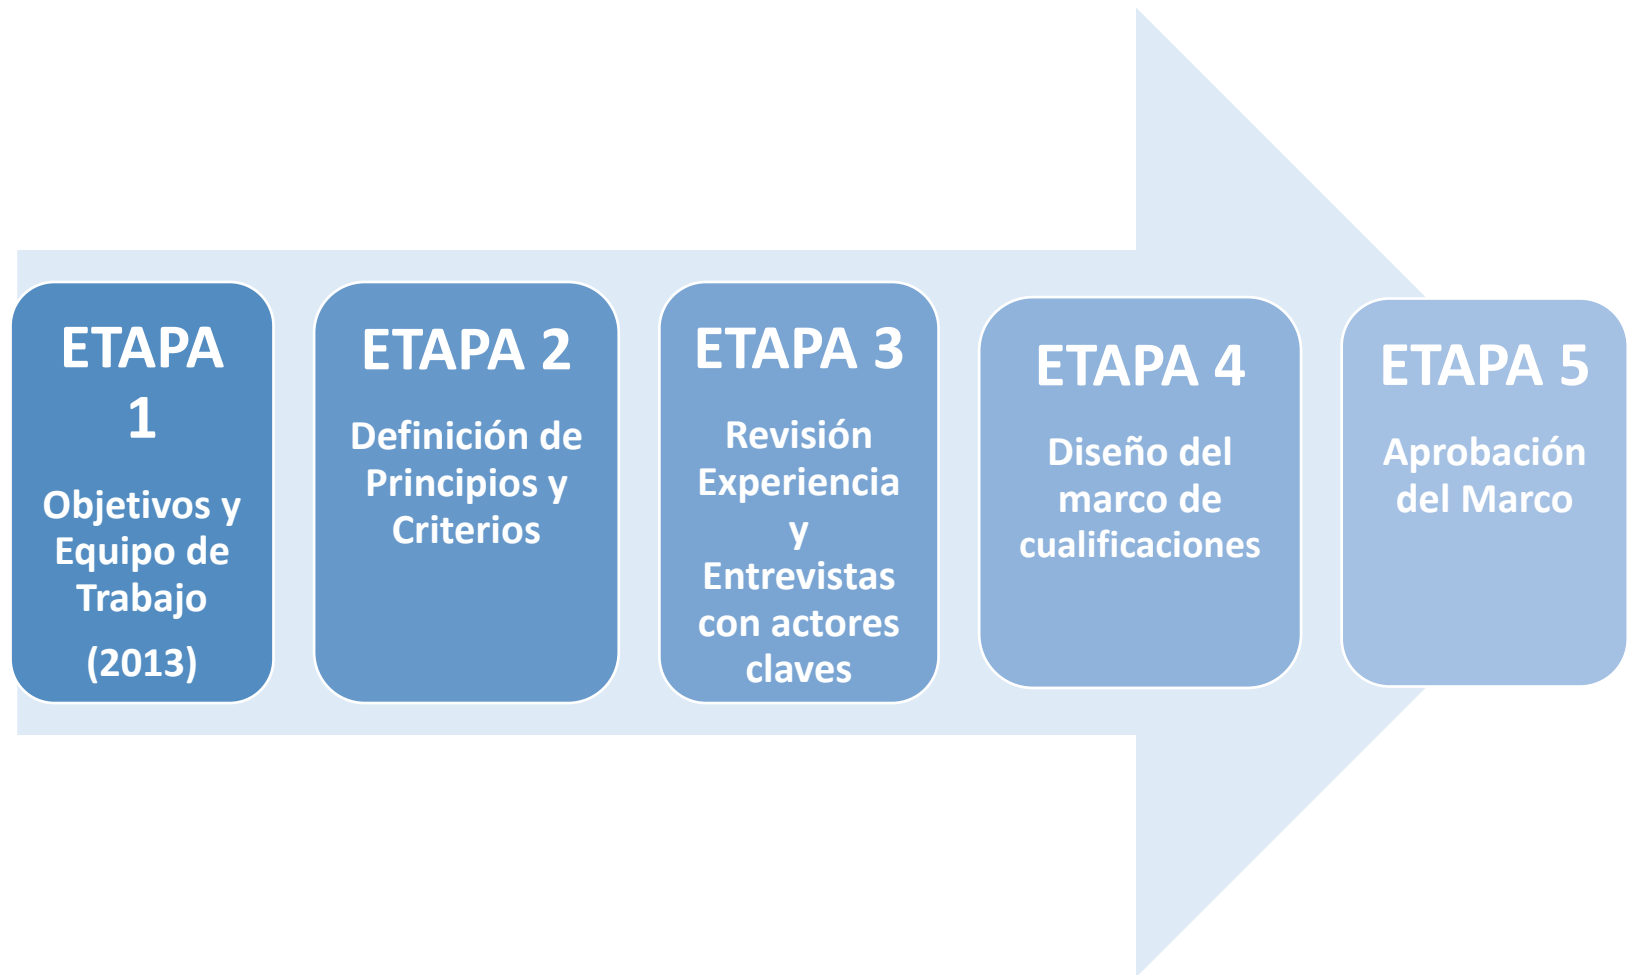 ETAPA
1
Objetivos y
Equipo de
Trabajo
(2013)
ETAPA 2
Definición de
Principios y
Criterios
ETAPA 3
Revisión
Experiencia
y
Entrevistas
con actores
claves
ETAPA 4
Diseño del
marco de
cualificaciones
ETAPA 5
Aprobación
del Marco